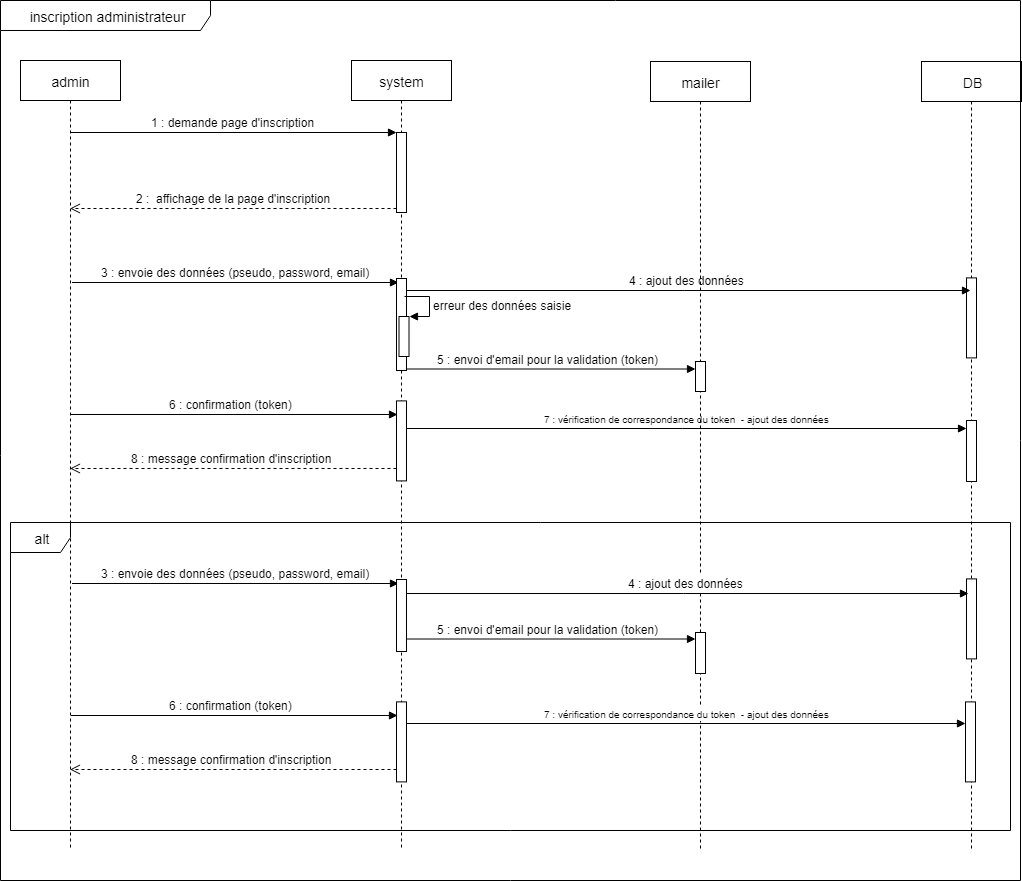 inscription administrateur
admin
system
mailer
DB
1 : demande page d'inscription
2 :  affichage de la page d'inscription
3 : envoie des données (pseudo, password, email)
4 : ajout des données
erreur des données saisie
5 : envoi d'email pour la validation (token)
6 : confirmation (token)
7 : vérification de correspondance du token  - ajout des données
8 : message confirmation d'inscription
alt
3 : envoie des données (pseudo, password, email)
4 : ajout des données
5 : envoi d'email pour la validation (token)
6 : confirmation (token)
7 : vérification de correspondance du token  - ajout des données
8 : message confirmation d'inscription